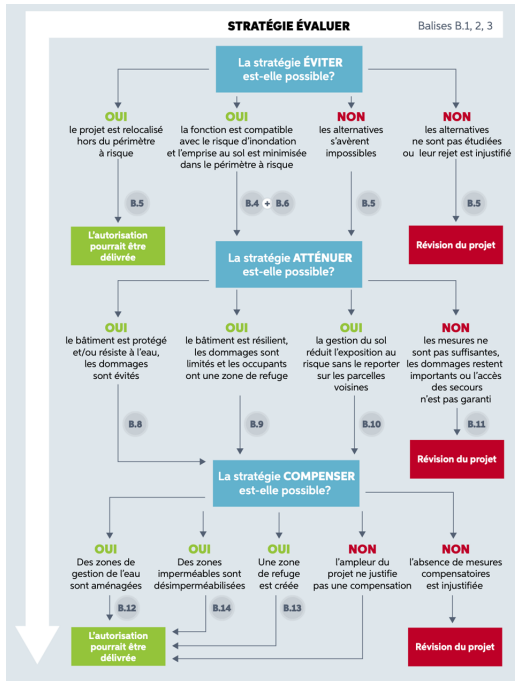 STRATÉGIE ÉVALUER
Balises B.1, 2, 3
La stratégie ÉVITER
est-elle possible?
OUI
le projet est relocalisé
hors du périmètre
à risque
OUI
la fonction est compatible
avec le risque d'inondation
et l'emprise au sol est minimisée
dans le périmètre à risque
NON
les alternatives
s'avèrent
impossibles
NON
les alternatives
ne sont pas étudiées
ou leur rejet est injustifié
B.5
B.4 + B.6
B.5
B.5
L'autorisation
pourrait être
délivrée
Révision du projet
La stratégie ATTÉNUER
est-elle possible?
OUI
le bâtiment est protégé
et/ou résiste à l'eau,
les dommages
sont évités
OUI
le bâtiment est résilient,
les dommages sont
limités et les occupants
ont une zone de refuge
OUI
la gestion du sol
réduit l'exposition au
risque sans le reporter
sur les parcelles
voisines
NON
les mesures ne
sont pas suffisantes,
les dommages restent
importants ou l'accès
des secours
n'est pas garanti
B.8
B.9
B.10
B.11
Révision du projet
La stratégie COMPENSER
est-elle possible?
OUI
Des zones de
gestion de l'eau
sont aménagées
OUI
Des zones
imperméables sont
désimperméabilisées
OUI
Une zone
de refuge
est créée
NON
l'ampleur du
projet ne justifie
pas une compensation
NON
l'absence de mesures
compensatoires
est injustifiée
B.12
B.14
B.13
L'autorisation
pourrait être
délivrée
Révision du projet